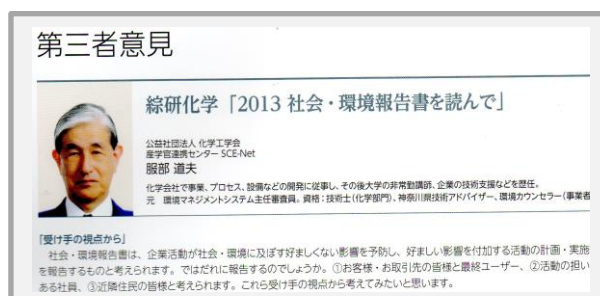 第三者意見
綜研化学「2013 社会・環境報告書を読んで」
公益社団法人 化学工学会
産学官連携センター SCE-Net
服部 道夫
化学会社で事業、プロセス、設備などの開発に従事し、その後大学の非常勤講師、企業の技術支援などを歴任。
元 環境マネジメントシステム主任審査員。資格：技術士(化学部門)、神奈川県技術アドバイザー、環境カウンセラー(事業者
「受け手の視点から」
社会・環境報告書は、企業活動が社会・環境に及ぼす好ましくない影響を予防し、好ましい影響を付加する活動の計画・実施
を報告するものと考えられます。ではだれに報告するのでしょうか。①お客様・お取引先の皆様と最終ユーザー、②活動の担い
ある社員、③近隣住民の皆様と考えられます。これら受け手の視点から考えてみたいと思います。